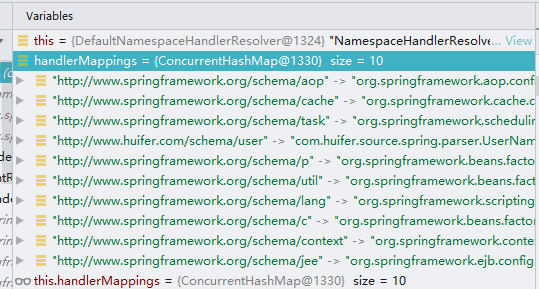 Variables
this = {DefaultNamespaceHandlerResolver@1324} "NamespaceHandlerResolve... View
handlerMappings = {ConcurrentHashMap@1330} size = 10
"http://www.springframework.org/schema/aop" -> "org.springframework.aop.conf
"http://www.springframework.org/schema/cache" -> "org.springframework.cache.c
"http://www.springframework.org/schema/task" -> "org.springframework.schedulin
"http://www.huifer.com/schema/user" -> "com.huifer.source.spring.parser.UserNam
"http://www.springframework.org/schema/p" -> "org.springframework.beans.factor
"http://www.springframework.org/schema/util" -> "org.springframework.beans.fact
"http://www.springframework.org/schema/lang" -> "org.springframework.scripting
"http://www.springframework.org/schema/c" -> "org.springframework.beans.factor
"http://www.springframework.org/schema/context" -> "org.springframework.conte
"http://www.springframework.org/schema/jee" -> "org.springframework.ejb.config
this.handlerMappings = {ConcurrentHashMap@1330} size = 10